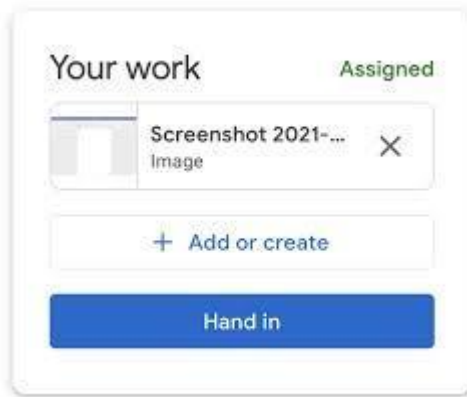 Your work
Assigned
Screenshot 2021-...
Image
+ Add or create
Hand in